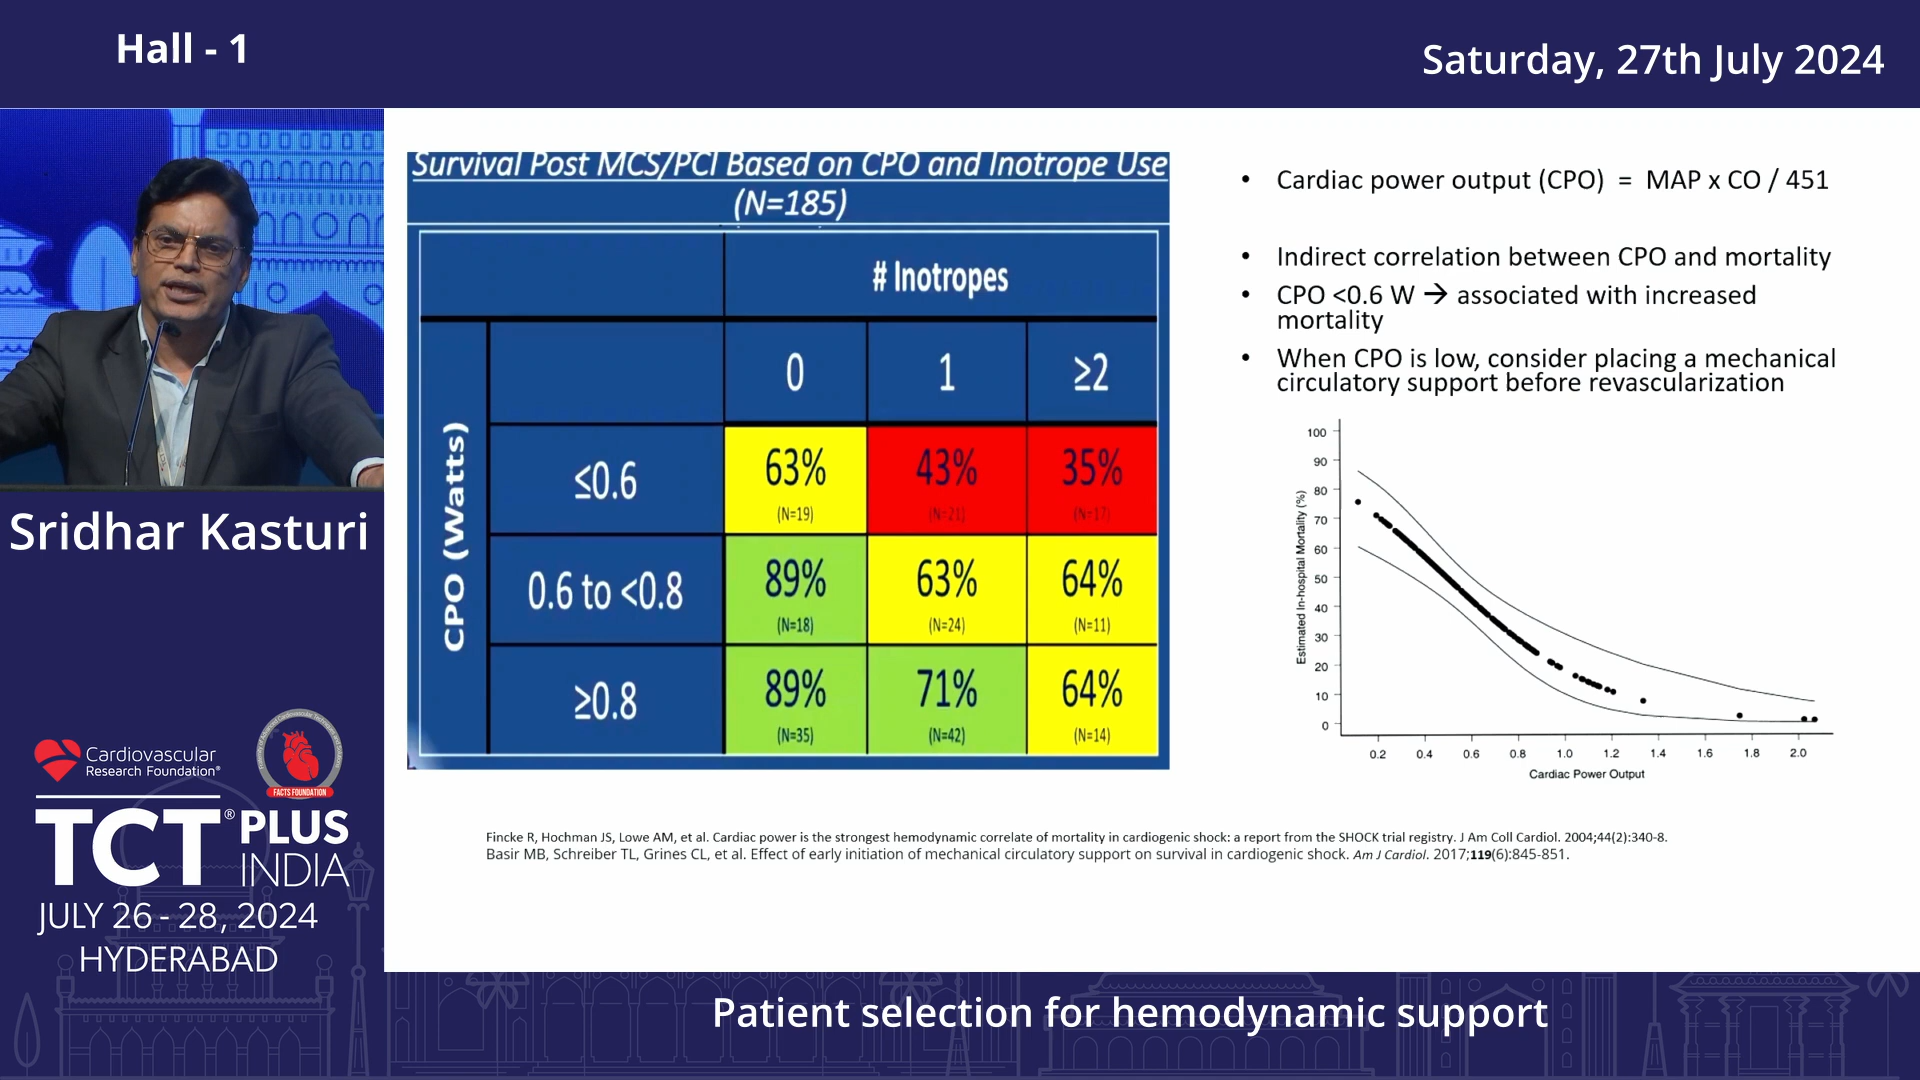 Hall - 1
Saturday, 27th July 2024
Survival Post MCS/PCI Based on CPO and Inotrope Use
(N=185)
# Inotropes
CPO (Watts)
0
1
≥2
≤0.6
63%
(N=19)
43%
(N=21)
35%
(N=17)
0.6 to <0.8
89%
(N=18)
63%
(N=24)
64%
(N=11)
≥0.8
89%
(N=35)
71%
(N=42)
64%
(N=14)
• Cardiac power output (CPO) = MAP x CO / 451
• Indirect correlation between CPO and mortality
• CPO <0.6 W → associated with increased
mortality
• When CPO is low, consider placing a mechanical
circulatory support before revascularization
Estimated In-hospital Mortality (%)
100
90
80
70
60
50
40
30
20
10
0
0.2 0.4 0.6 0.8 1.0 1.2 1.4 1.6 1.8 2.0
Cardiac Power Output
Fincke R, Hochman JS, Lowe AM, et al. Cardiac power is the strongest hemodynamic correlate of mortality in cardiogenic shock: a report from the SHOCK trial registry. J Am Coll Cardiol. 2004;44(2):340-8.
Basir MB, Schreiber TL, Grines CL, et al. Effect of early initiation of mechanical circulatory support on survival in cardiogenic shock. Am J Cardiol. 2017;119(6):845-851.
Sridhar Kasturi
Cardiovascular
Research Foundation®
FACTS FOUNDATION
TCT® PLUS
INDIA
JULY 26 - 28, 2024
HYDERABAD
Patient selection for hemodynamic support